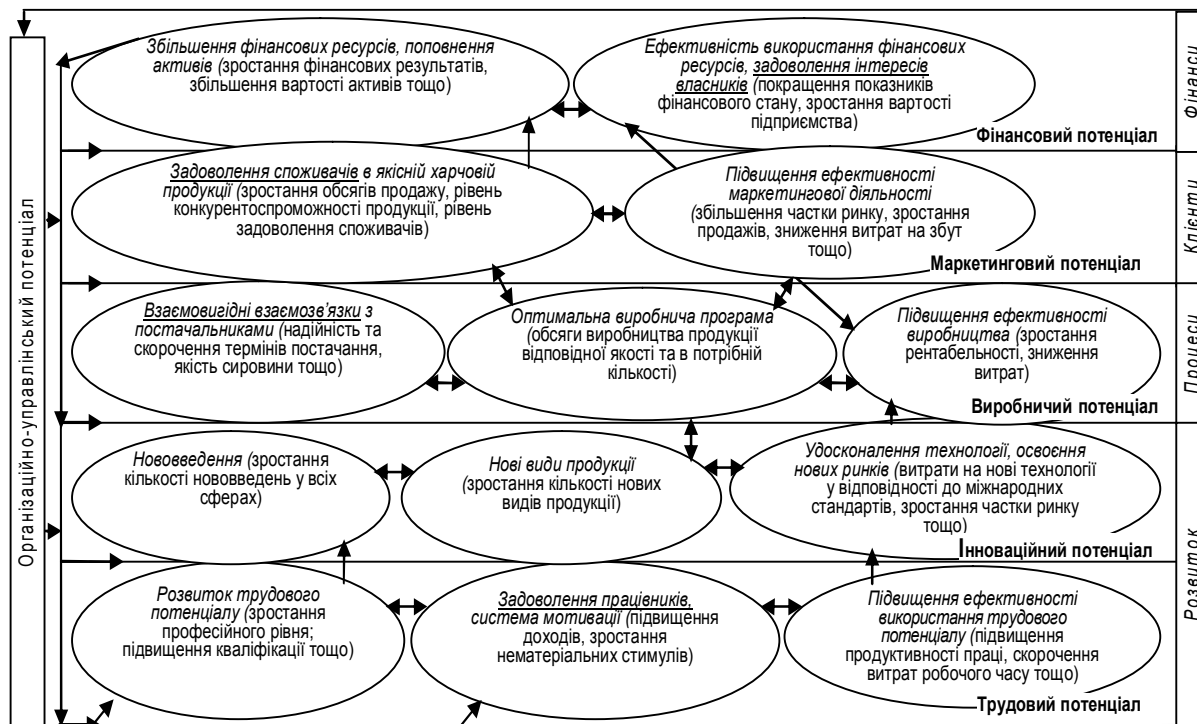 Організаційно-управлінський потенціал
Збільшення фінансових ресурсів, поповнення
активів (зростання фінансових результатів,
збільшення вартості активів тощо)
Ефективність використання фінансових
ресурсів, задоволення інтересів
власників (покращення показників
фінансового стану, зростання вартості
підприємства)
Фінансовий потенціал
Фінанси
Задоволення споживачів в якісній харчовій
продукції (зростання обсягів продажу, рівень
конкурентоспроможності продукції, рівень
задоволення споживачів)
Підвищення ефективності
маркетингової діяльності
(збільшення частки ринку, зростання
продажів, зниження витрат на збут
тощо)
Маркетинговий потенціал
Клієнти
Взаємовигідні взаємозв’язки з
постачальниками (надійність та
скорочення термінів постачання,
якість сировини тощо)
Оптимальна виробнича програма
(обсяги виробництва продукції
відповідної якості та в потрібній
кількості)
Підвищення ефективності
виробництва (зростання
рентабельності, зниження
витрат)
Виробничий потенціал
Процеси
Нововведення (зростання
кількості нововведень у всіх
сферах)
Нові види продукції
(зростання кількості нових
видів продукції)
Удосконалення технології, освоєння
нових ринків (витрати на нові технології
у відповідності до міжнародних
стандартів, зростання частки ринку
тощо)
Інноваційний потенціал
Розвиток трудового
потенціалу (зростання
професійного рівня;
підвищення кваліфікації тощо)
Задоволення працівників,
система мотивації (підвищення
доходів, зростання
нематеріальних стимулів)
Підвищення ефективності
використання трудового
потенціалу (підвищення
продуктивності праці, скорочення
витрат робочого часу тощо)
Трудовий потенціал
Розвиток